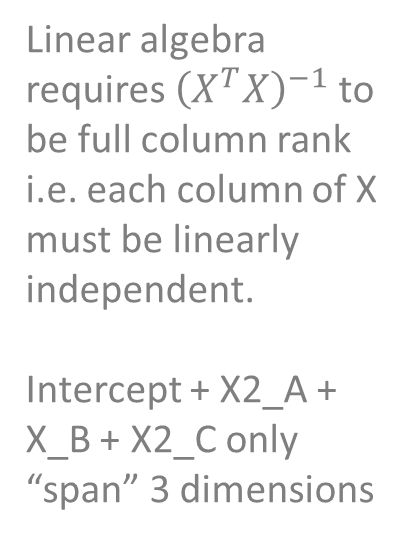 Linear algebra
requires (XᵀX)⁻¹ to
be full column rank
i.e. each column of X
must be linearly
independent.
Intercept + X2_A +
X_B + X2_C only
“span” 3 dimensions